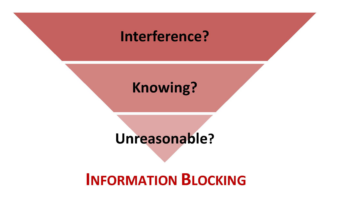 Interference?
Knowing?
Unreasonable?
INFORMATION BLOCKING